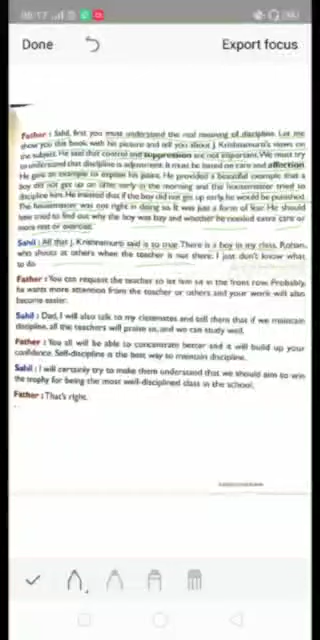 Done
Export focus
Father : Sahil, first you must understand the real meaning of discipline. Let me
show you this book with his picture and tell you about J. Krishnamurti's views on
the subject. He said that control and suppression are not important. We must try
to understand that discipline is adjustment. It must be based on care and affection.
He gave an example to explain his point. He provided a beautiful example that a
boy did not get up on time early in the morning and the housemaster tried to
discipline him. He insisted that if the boy did not get up early, he would be punished.
The housemaster was not right in doing so. It was just a form of fear. He should
have tried to find out why the boy was lazy and whether he needed extra care or
more rest or exercise.
Sahil : All that J. Krishnamurti said is so true. There is a boy in my class, Rohan,
who shouts at others when the teacher is not there. I just don't know what
to do.
Father : You can request the teacher to let him sit in the front row. Probably,
he wants more attention from the teacher or others and your work will also
become easier.
Sahil : Dad, I will also talk to my classmates and tell them that if we maintain
discipline, all the teachers will praise us, and we can study well.
Father : You all will be able to concentrate better and it will build up your
confidence. Self-discipline is the best way to maintain discipline.
Sahil : I will certainly try to make them understand that we should aim to win
the trophy for being the most well-disciplined class in the school.
Father : That's right.